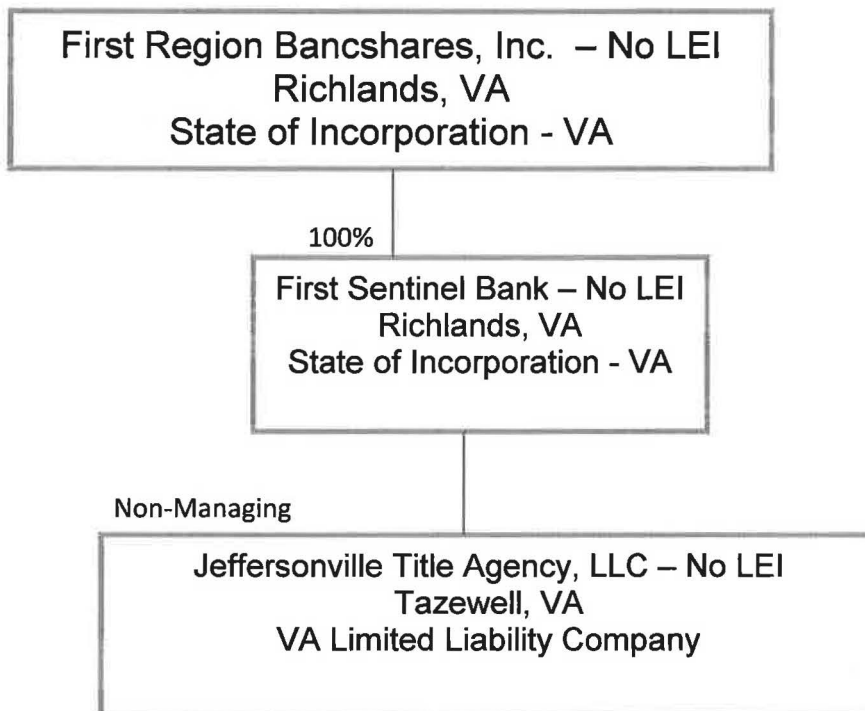 First Region Bancshares, Inc. – No LEI
Richlands, VA
State of Incorporation - VA
100%
First Sentinel Bank – No LEI
Richlands, VA
State of Incorporation - VA
Non-Managing
Jeffersonville Title Agency, LLC – No LEI
Tazewell, VA
VA Limited Liability Company